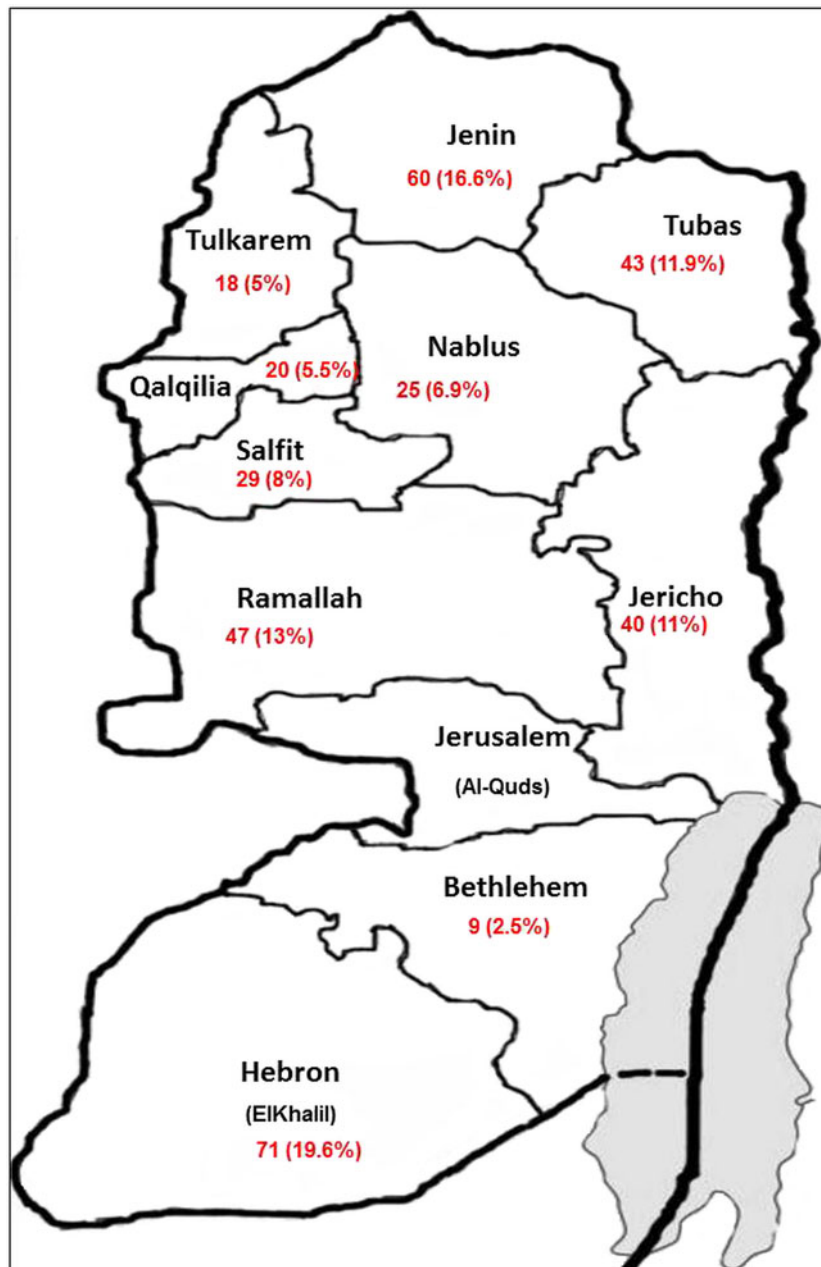 Jenin
60 (16.6%)
Tubas
43 (11.9%)
Tulkarem
18 (5%)
Nablus
25 (6.9%)
Qalqilia
20 (5.5%)
Salfit
29 (8%)
Ramallah
47 (13%)
Jericho
40 (11%)
Jerusalem
(Al-Quds)
Bethlehem
9 (2.5%)
Hebron
(ElKhalil)
71 (19.6%)